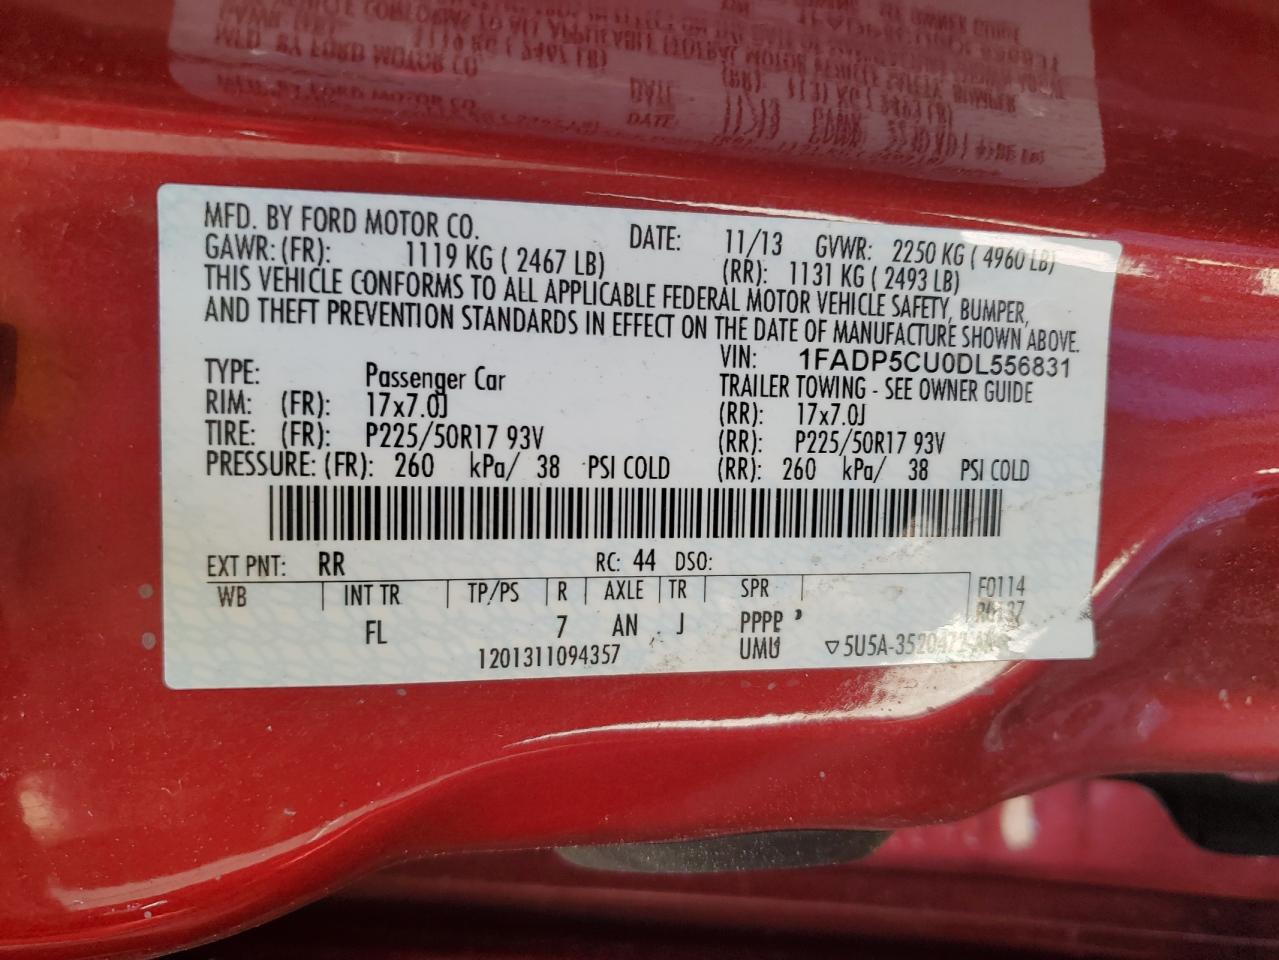 MFD. BY FORD MOTOR CO. DATE: 11/13 GVWR: 2250 KG ( 4960 LB)
GAWR: (FR): 1119 KG ( 2467 LB) (RR): 1131 KG ( 2493 LB)
THIS VEHICLE CONFORMS TO ALL APPLICABLE FEDERAL MOTOR VEHICLE SAFETY, BUMPER,
AND THEFT PREVENTION STANDARDS IN EFFECT ON THE DATE OF MANUFACTURE SHOWN ABOVE.
VIN: 1FADP5CU0DL556831
TYPE: Passenger Car TRAILER TOWING - SEE OWNER GUIDE
RIM: (FR): 17x7.0J (RR): 17x7.0J
TIRE: (FR): P225/50R17 93V (RR): P225/50R17 93V
PRESSURE: (FR): 260 kPa/ 38 PSI COLD (RR): 260 kPa/ 38 PSI COLD
EXT PNT: RR RC: 44 DSO:
WB INT TR TP/PS R AXLE TR SPR F0114
R0137
FL 7 AN J PPPP
1201311094357 UMU ▽5U5A-3520472